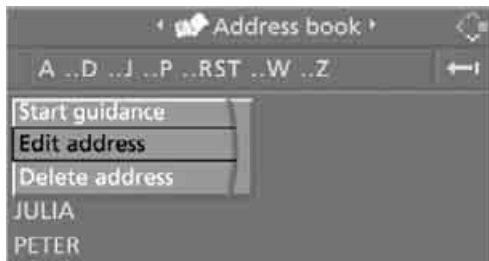 Address book
A ..D ..J ..P ..RST ..W ..Z
Start guidance
Edit address
Delete address
JULIA
PETER